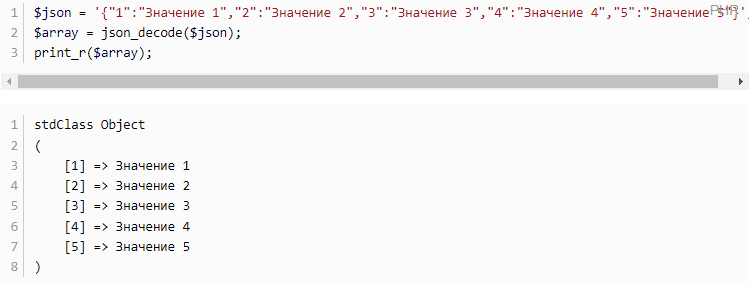 1 $json = '{"1":"Значение 1","2":"Значение 2","3":"Значение 3","4":"Значение 4","5":"Значение 5"}'
PHP
2 $array = json_decode($json);
3 print_r($array);
1 stdClass Object
2 (
3 [1] => Значение 1
4 [2] => Значение 2
5 [3] => Значение 3
6 [4] => Значение 4
7 [5] => Значение 5
8 )